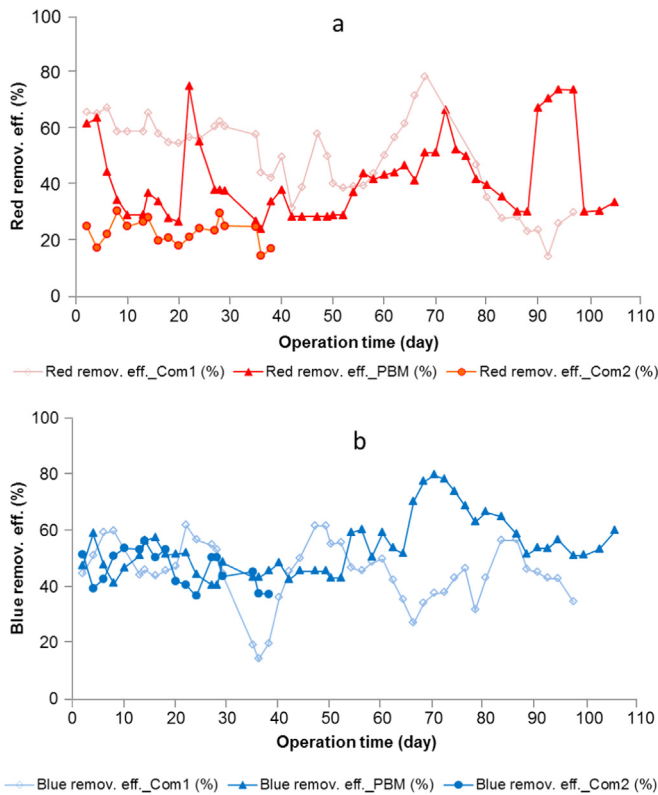 a
100
80
60
40
20
0
Red remov. eff. (%)
0 10 20 30 40 50 60 70 80 90 100 110
Operation time (day)
Red remov. eff._Com1 (%) Red remov. eff._PBM (%) Red remov. eff._Com2 (%)
b
100
80
60
40
20
0
Blue remov. eff. (%)
0 10 20 30 40 50 60 70 80 90 100 110
Operation time (day)
Blue remov. eff._Com1 (%) Blue remov. eff._PBM (%) Blue remov. eff._Com2 (%)